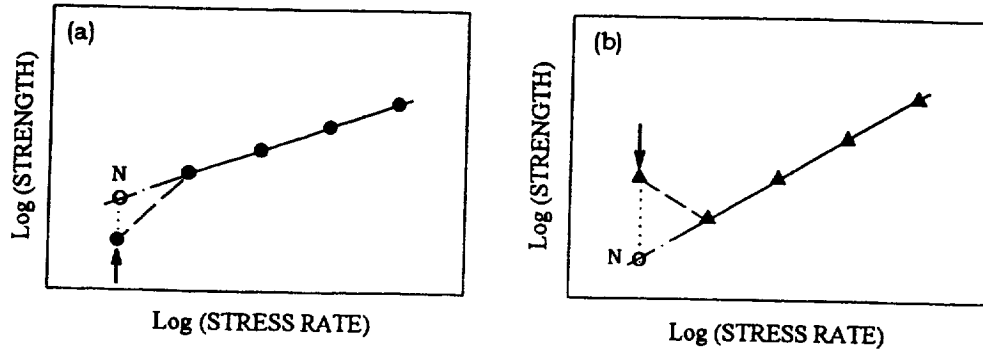 (a)
Log (STRENGTH)
N
Log (STRESS RATE)
(b)
Log (STRENGTH)
N
Log (STRESS RATE)